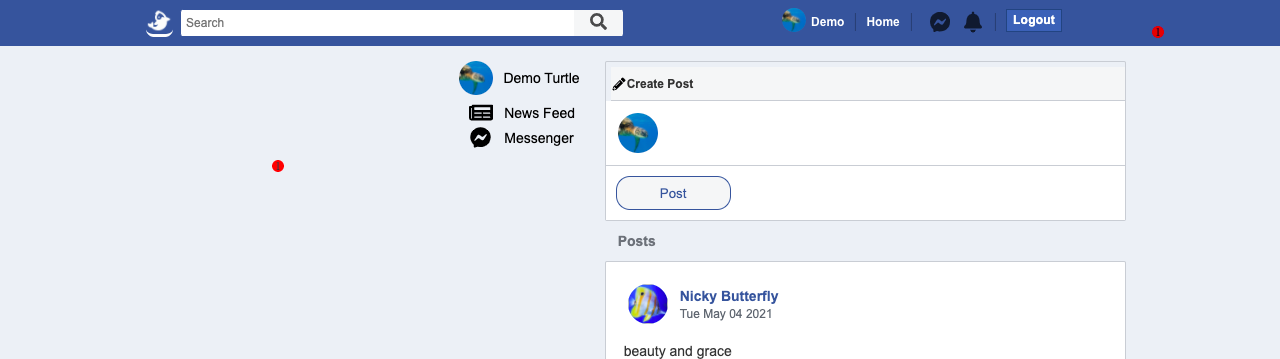 Search
Demo
Home
Logout
1
Demo Turtle
News Feed
Messenger
Create Post
Post
Posts
Nicky Butterfly
Tue May 04 2021
beauty and grace